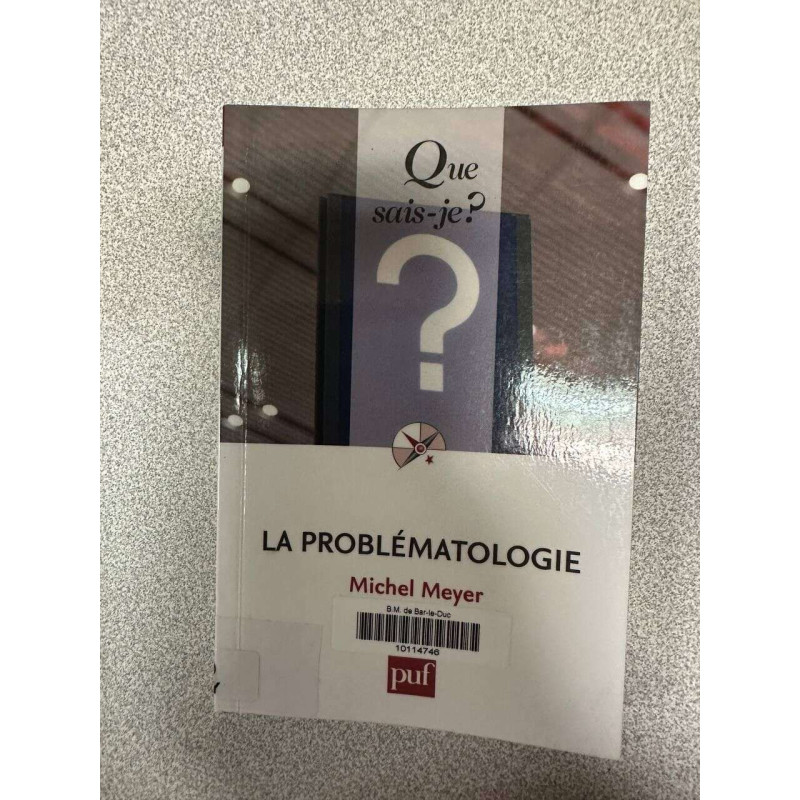 Que
sais-je?
?
LA PROBLÉMATOLOGIE
Michel Meyer
B.M. de Bar-le-Duc
10114746
puf